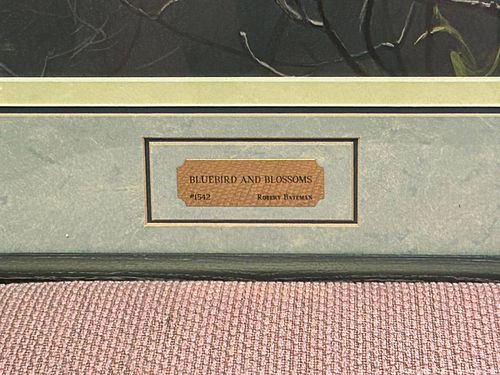 BLUEBIRD AND BLOSSOMS
#1542 ROBERT BATEMAN